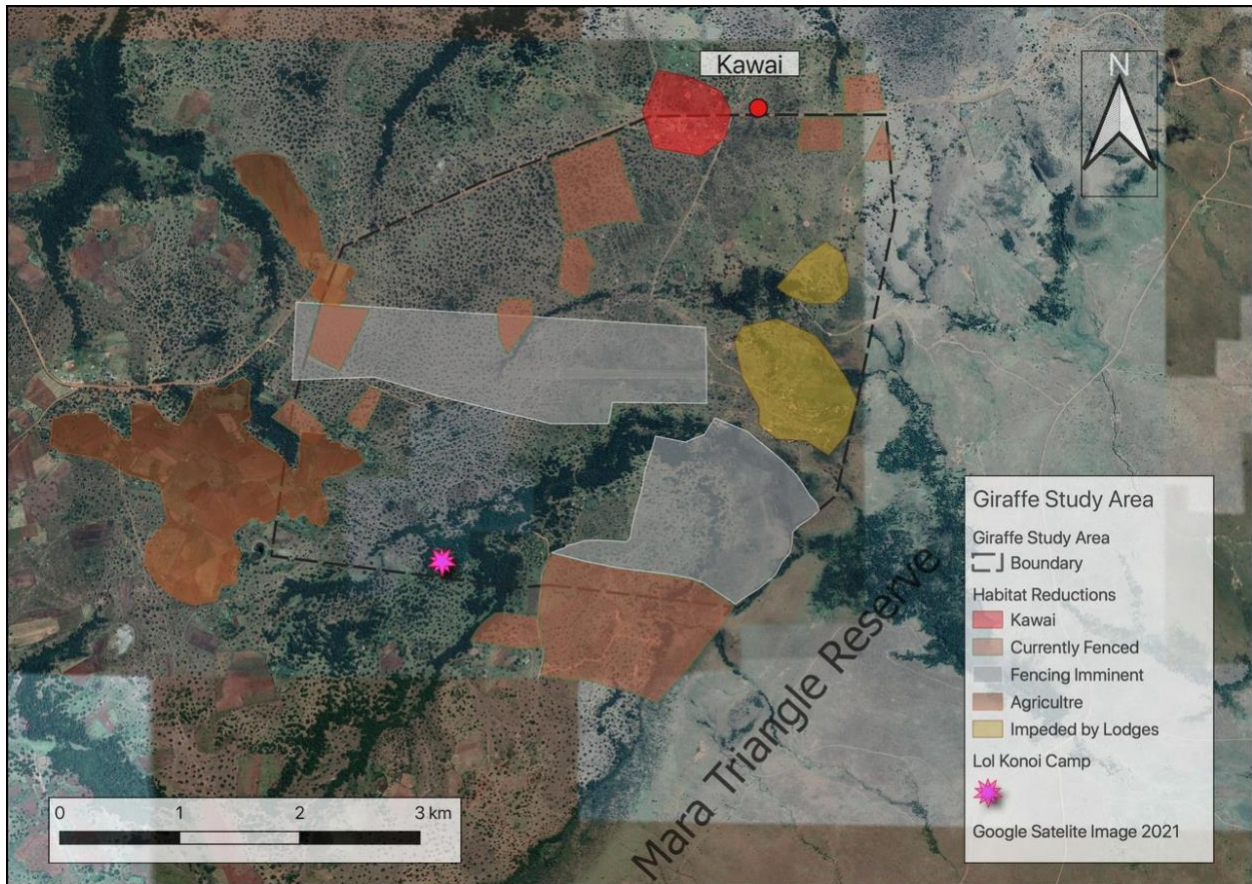 Kawai
N
Mara Triangle Reserve
Giraffe Study Area
Giraffe Study Area
Boundary
Habitat Reductions
Kawai
Currently Fenced
Fencing Imminent
Agricultre
Impeded by Lodges
Lol Konoi Camp
Google Satelite Image 2021
0 1 2 3 km